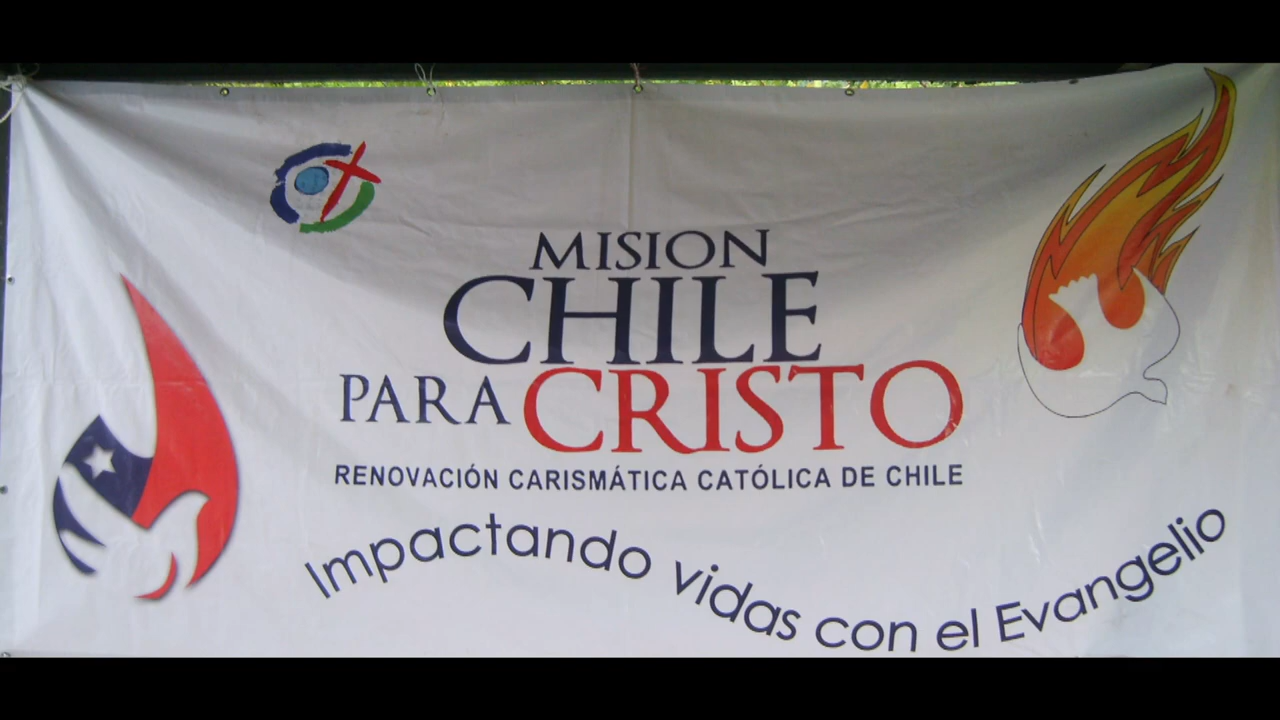 MISION
CHILE
PARA CRISTO
RENOVACIÓN CARISMÁTICA CATÓLICA DE CHILE
Impactando vidas con el Evangelio